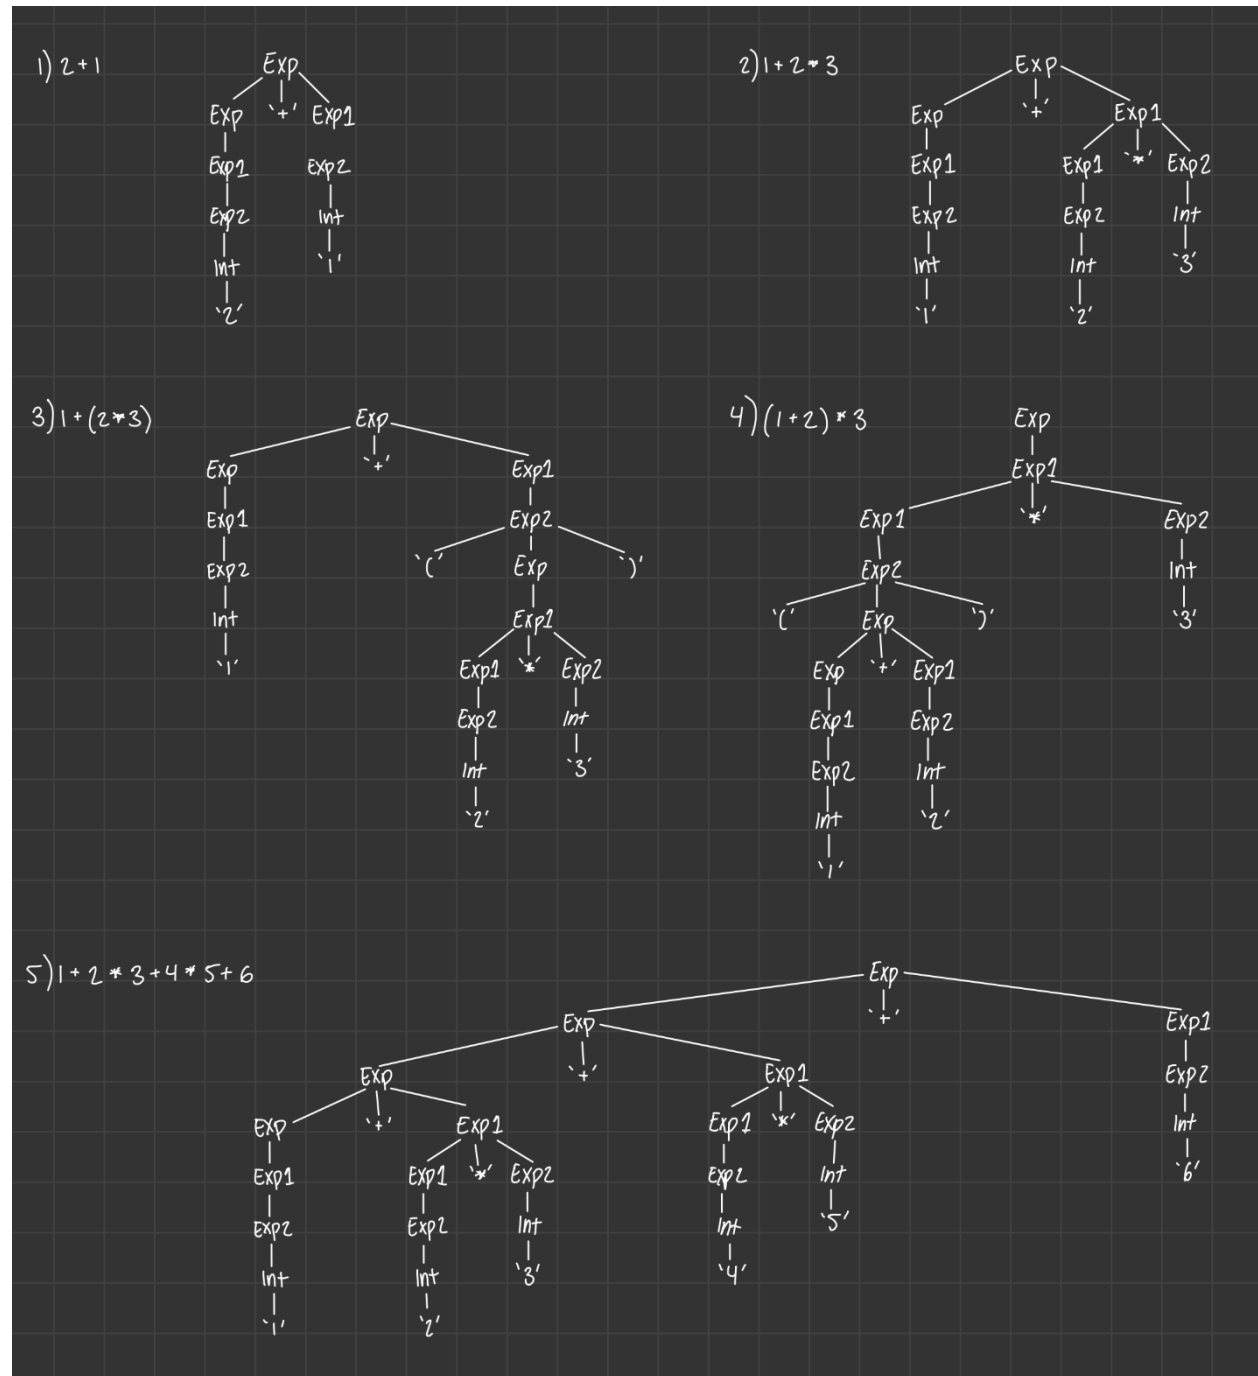 1) 2 + 1
Exp
Exp '+' Exp1
Exp1 Exp2
Exp2 Int
Int '1'
'2'
2) 1 + 2 * 3
Exp
Exp '+' Exp1
Exp1 Exp1 '*' Exp2
Exp2 Exp2 Int
Int Int '3'
'1' '2'
3) 1 + (2 * 3)
Exp
Exp '+' Exp1
Exp1 Exp2
Exp2 '(' Exp ')'
Int Exp1
'1' Exp1 '*' Exp2
Exp2 Int
Int '3'
'2'
4) (1 + 2) * 3
Exp
Exp1
Exp1 '*' Exp2
Exp2 Int
'(' Exp ')' '3'
Exp '+' Exp1
Exp1 Exp2
Exp2 Int
Int '2'
'1'
5) 1 + 2 * 3 + 4 * 5 + 6
Exp
Exp '+' Exp1
Exp '+' Exp1 Exp2
Exp '+' Exp1 Exp1 '*' Exp2 Int
Exp1 Exp1 '*' Exp2 Exp2 Int '6'
Exp2 Exp2 Int Int '5'
Int Int '3' '4'
'1' '2'